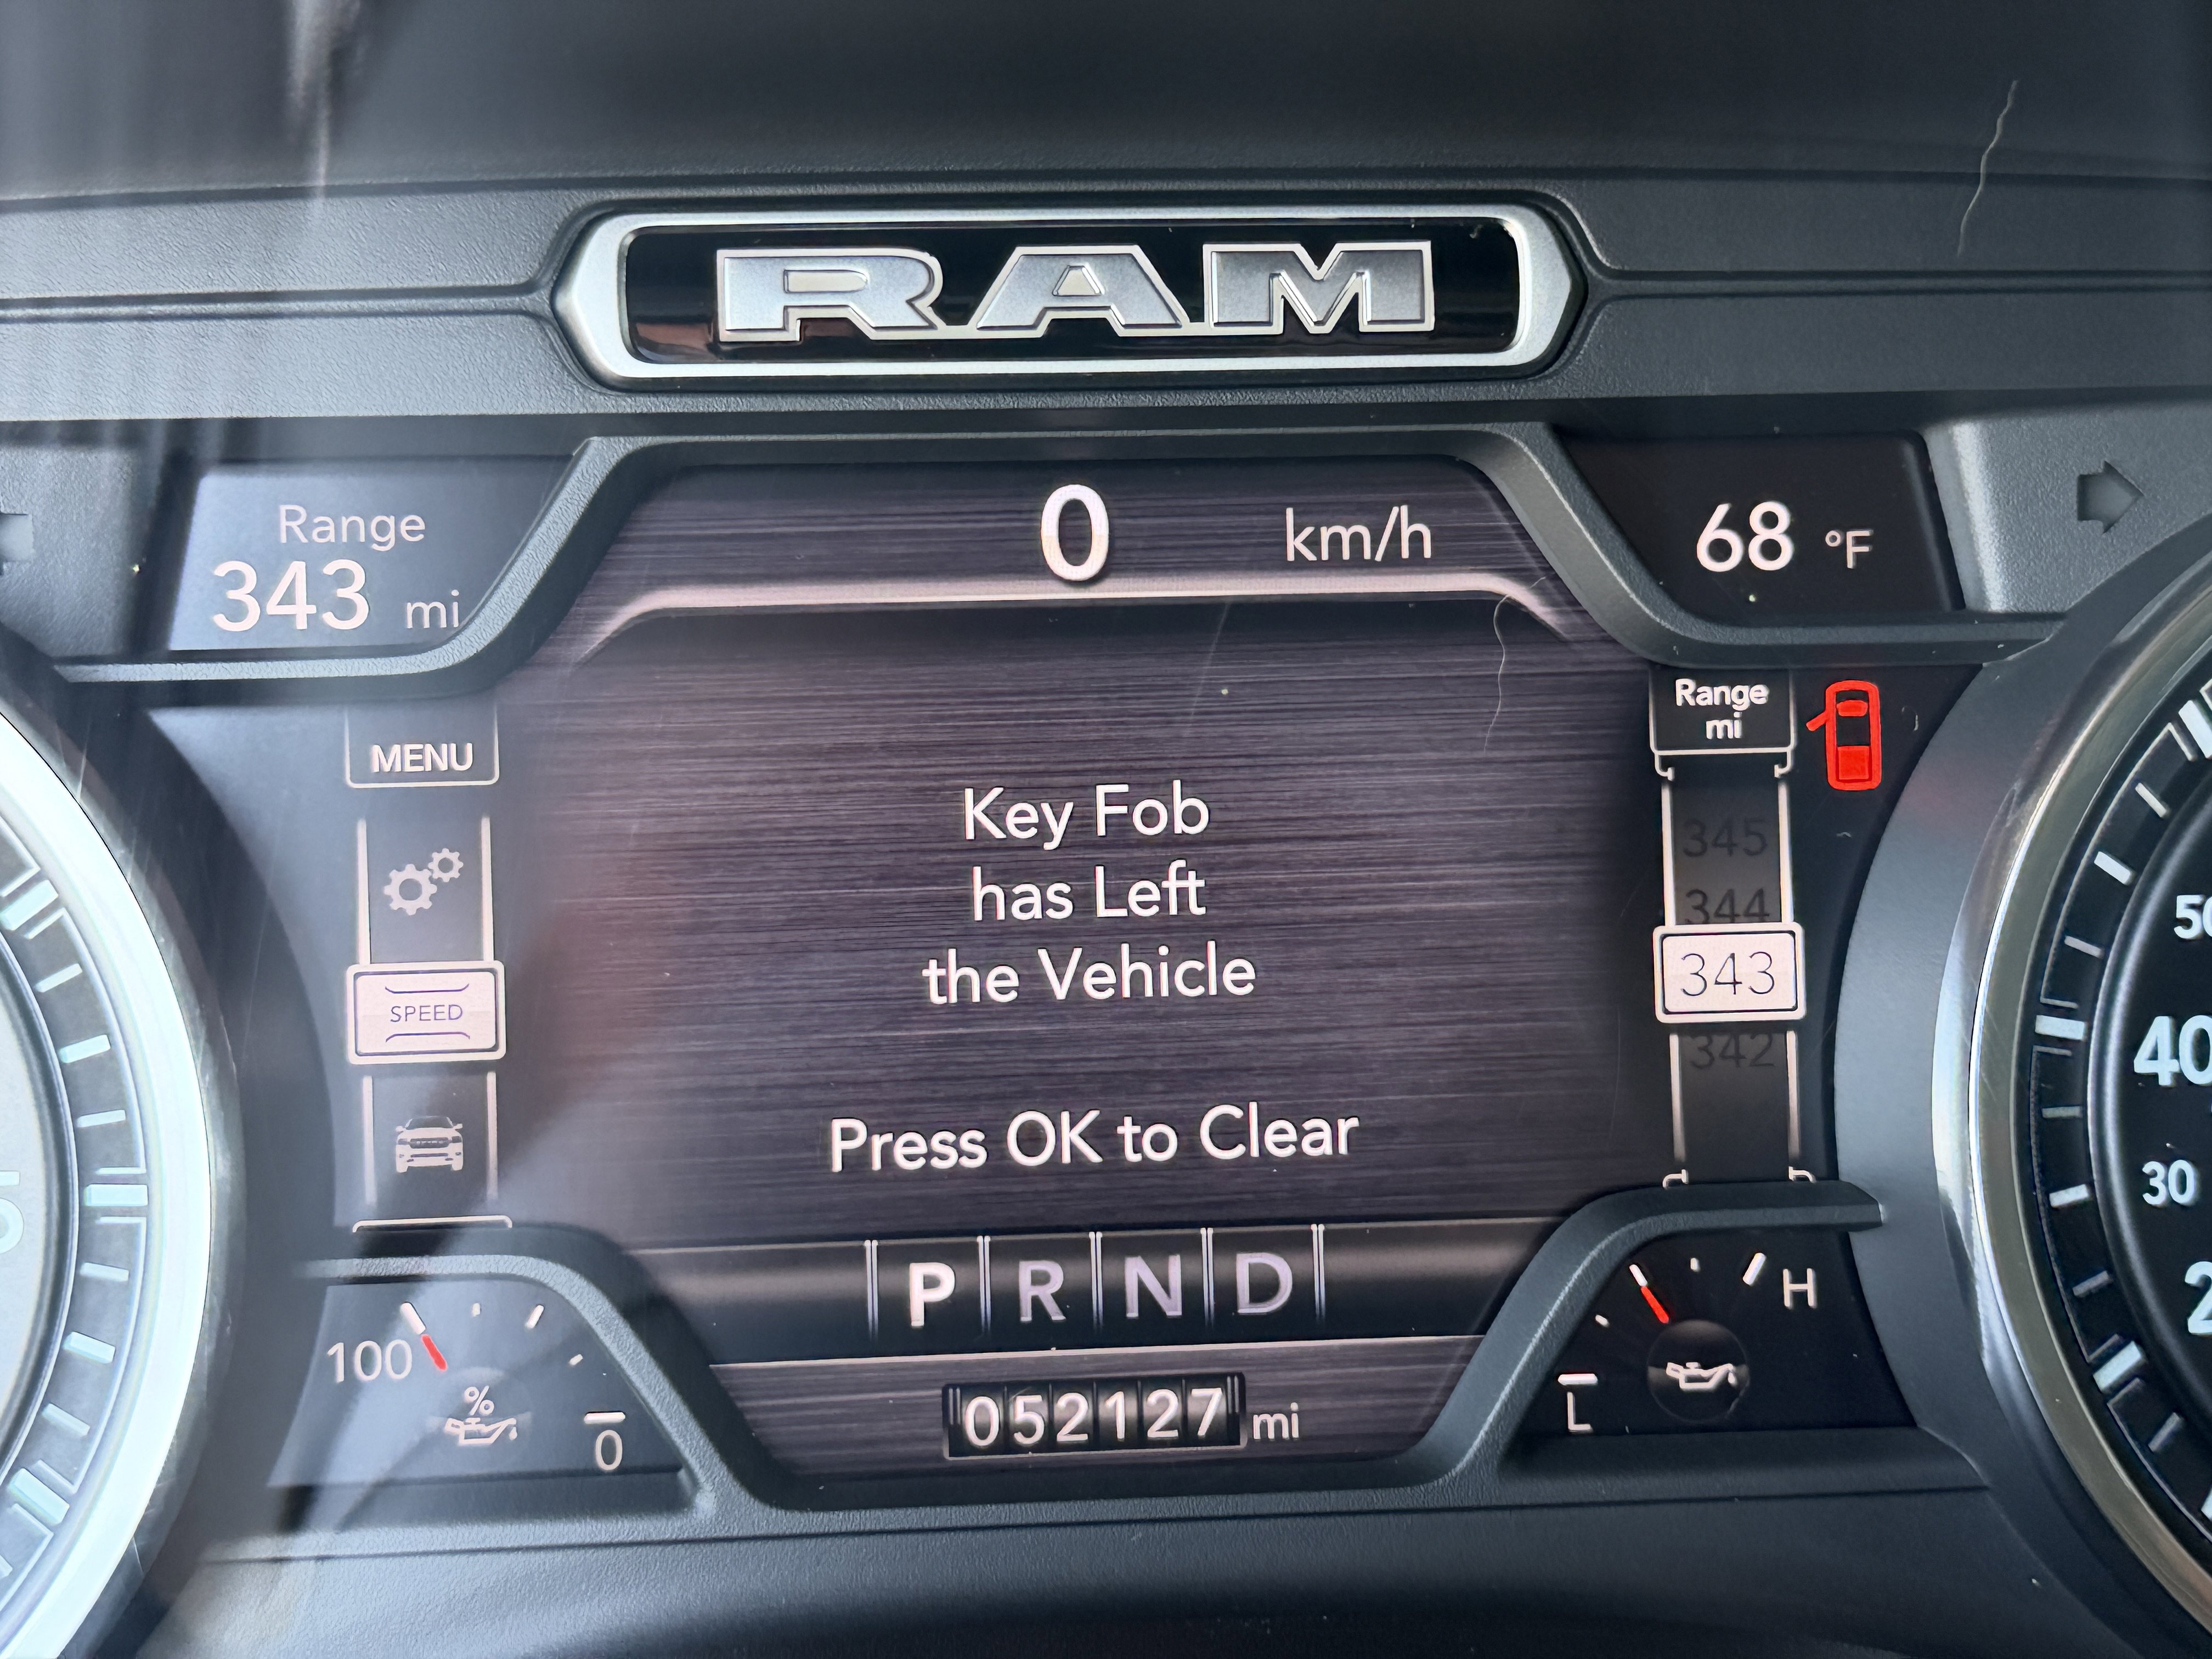 RAM
Range
343 mi
0 km/h
68 °F
MENU
SPEED
Key Fob
has Left
the Vehicle
Press OK to Clear
Range
mi
345
344
343
342
P R N D
052127 mi
100
%
0
H
L
40
30